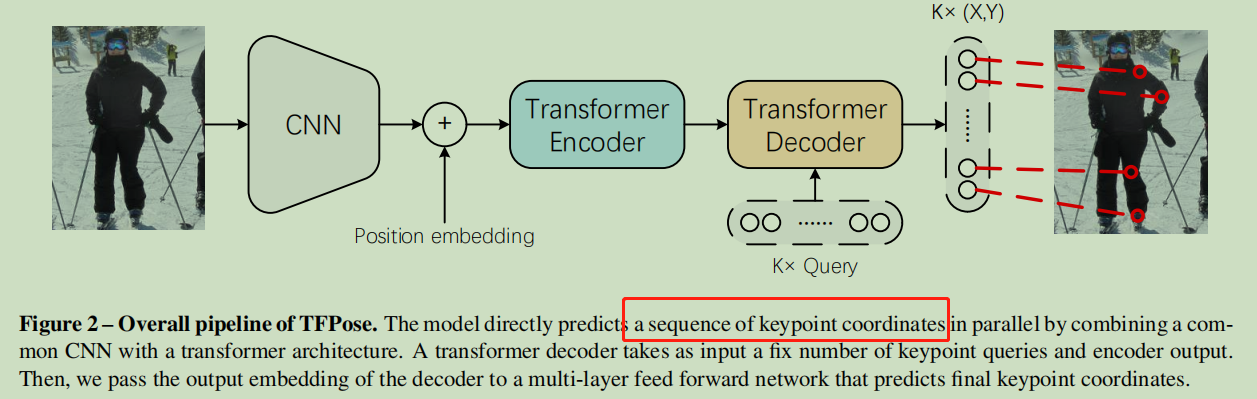 K× (X,Y)
CNN
+
Transformer
Encoder
Transformer
Decoder
Position embedding
K× Query
Figure 2 – Overall pipeline of TFPose. The model directly predicts a sequence of keypoint coordinates in parallel by combining a com-
mon CNN with a transformer architecture. A transformer decoder takes as input a fix number of keypoint queries and encoder output.
Then, we pass the output embedding of the decoder to a multi-layer feed forward network that predicts final keypoint coordinates.